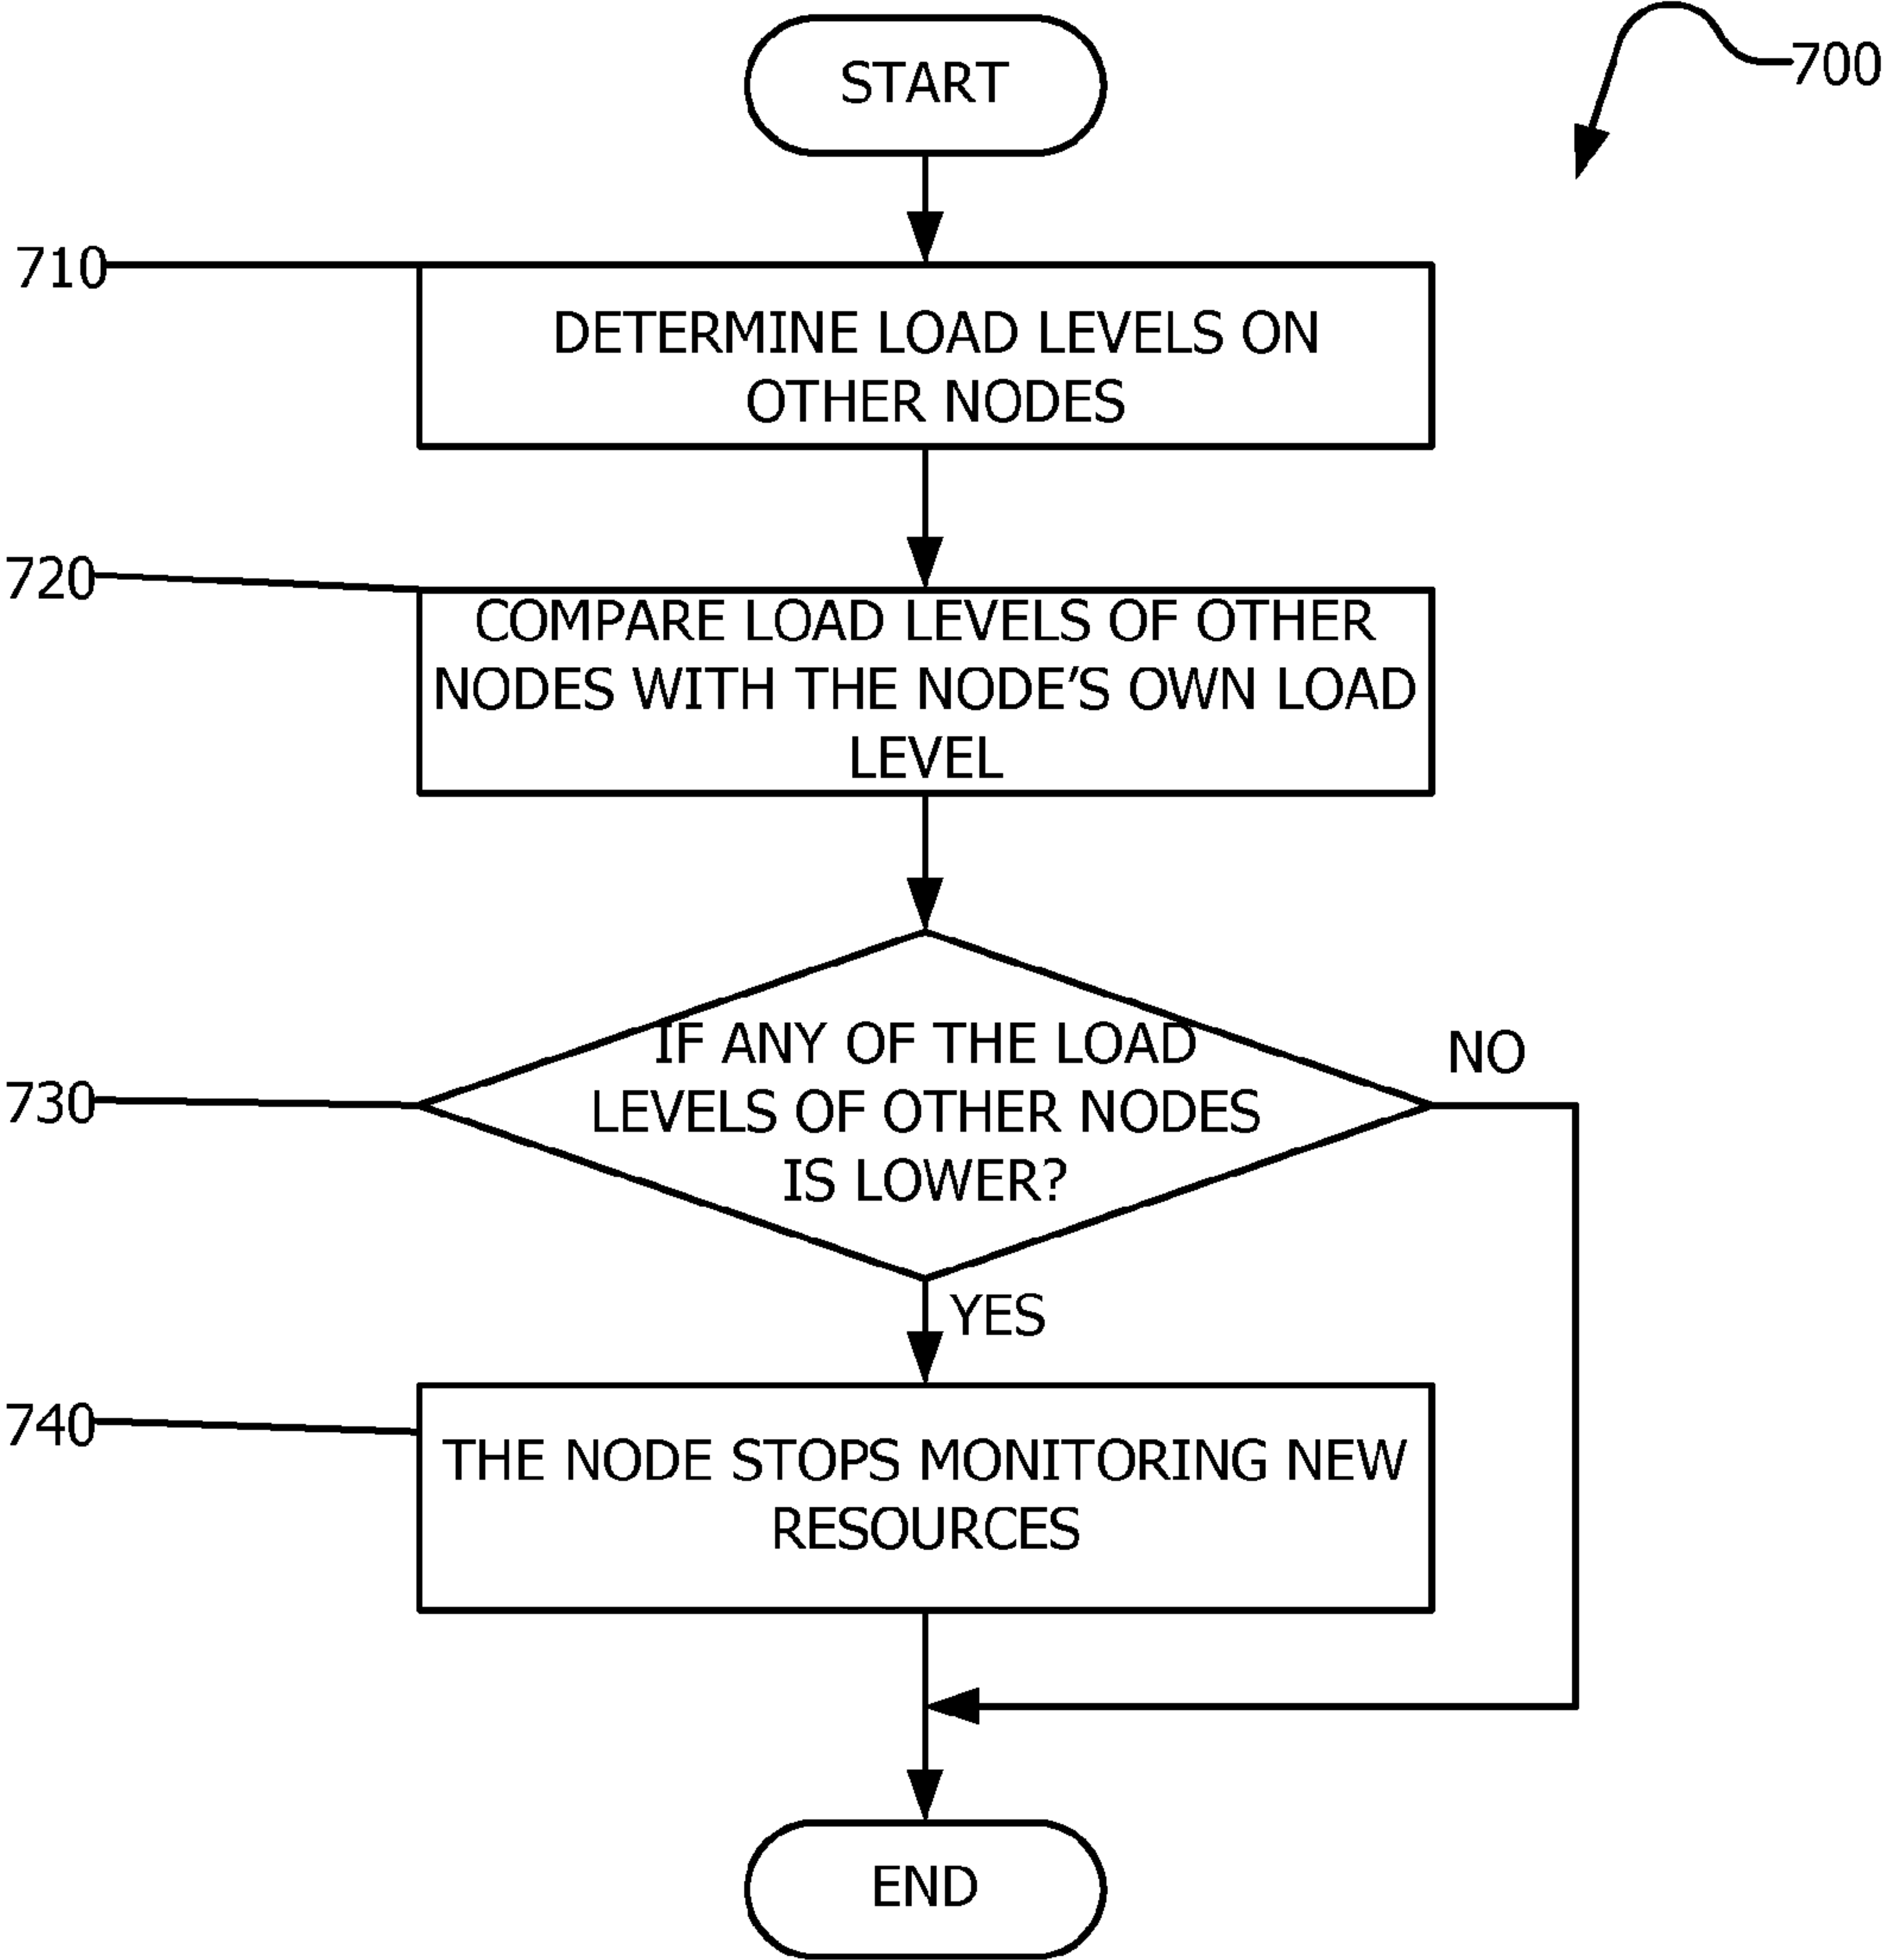 START
700
710
DETERMINE LOAD LEVELS ON
OTHER NODES
720
COMPARE LOAD LEVELS OF OTHER
NODES WITH THE NODE’S OWN LOAD
LEVEL
730
IF ANY OF THE LOAD
LEVELS OF OTHER NODES
IS LOWER?
NO
YES
740
THE NODE STOPS MONITORING NEW
RESOURCES
END